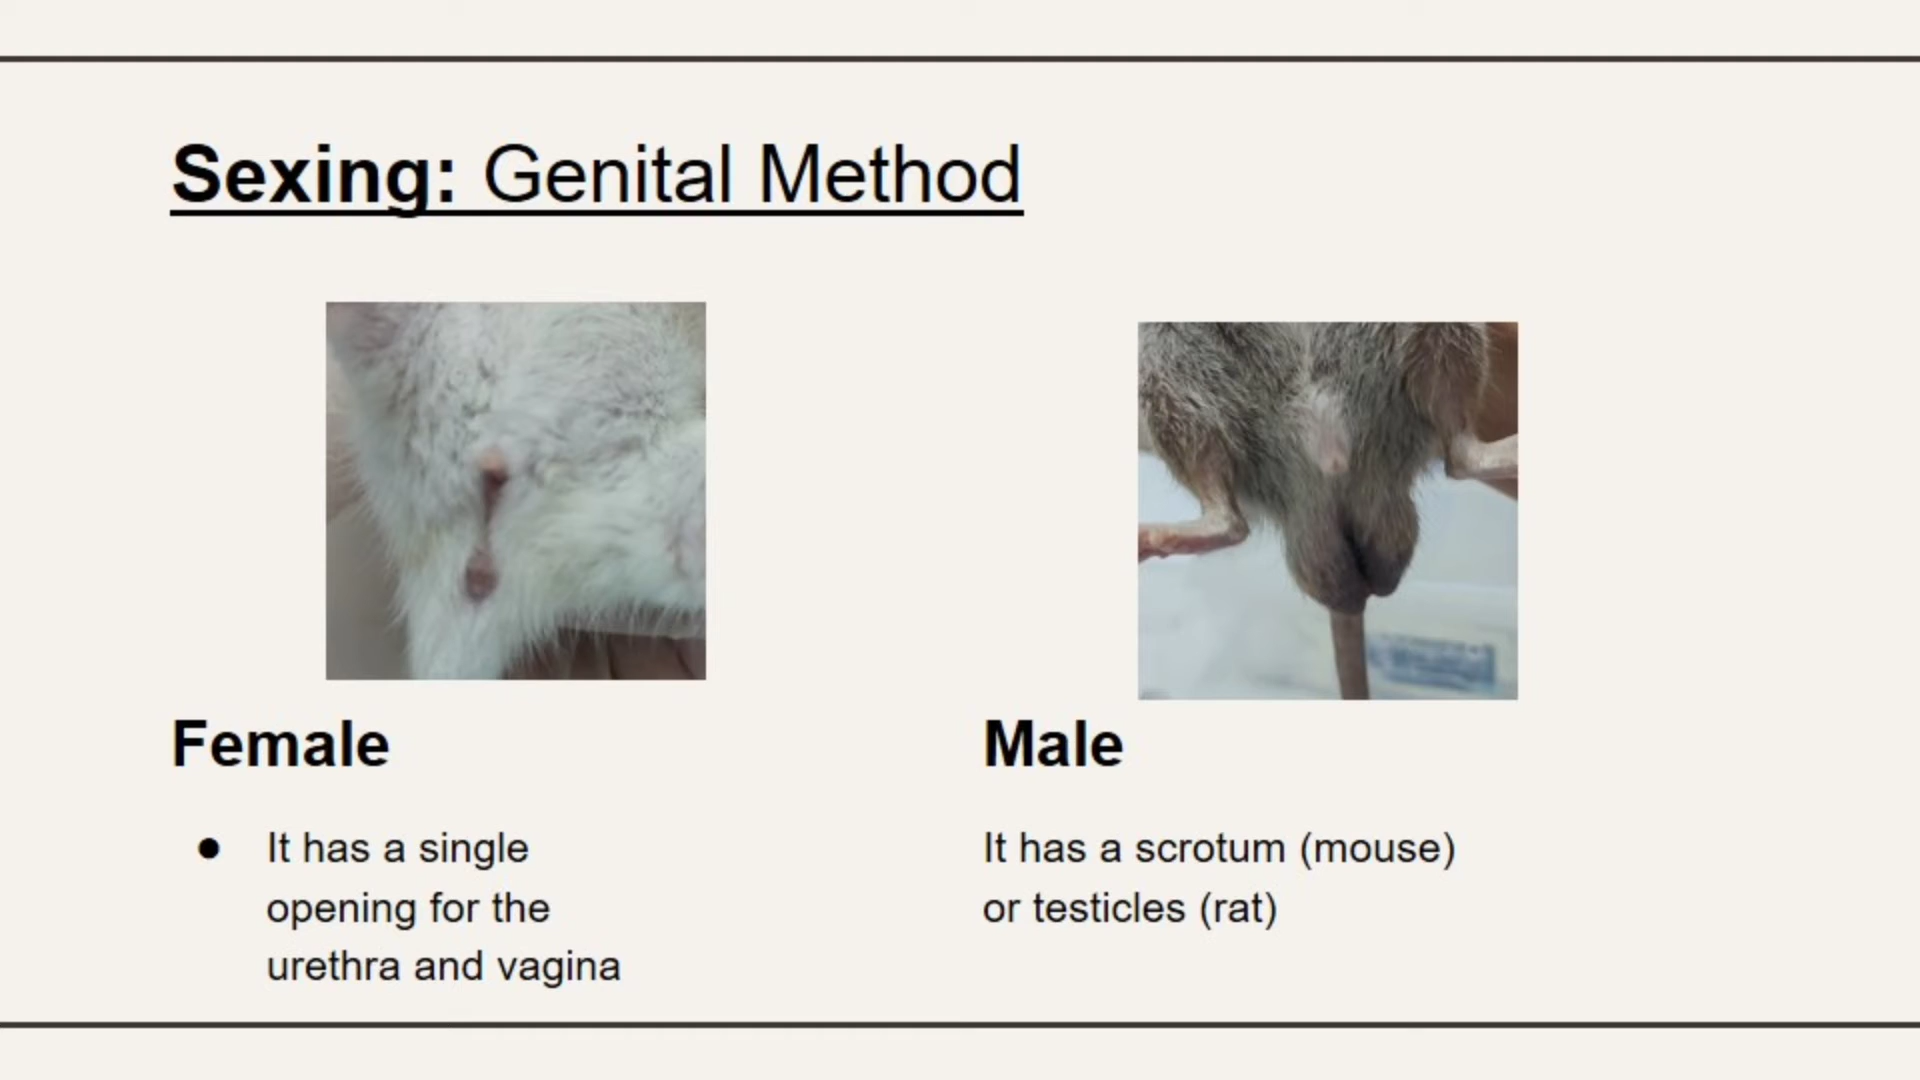 Sexing: Genital Method
Female
● It has a single
opening for the
urethra and vagina
Male
It has a scrotum (mouse)
or testicles (rat)